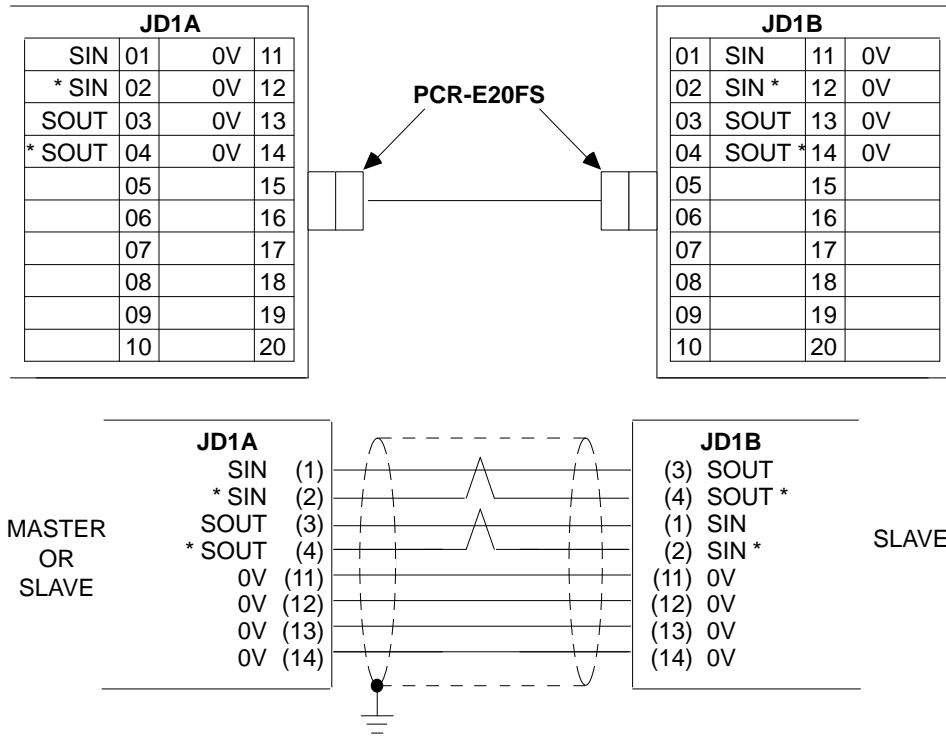 JD1A
SIN 01 0V 11
* SIN 02 0V 12
SOUT 03 0V 13
* SOUT 04 0V 14
05 15
06 16
07 17
08 18
09 19
10 20
PCR-E20FS
JD1B
01 SIN 11 0V
02 SIN * 12 0V
03 SOUT 13 0V
04 SOUT * 14 0V
05 15
06 16
07 17
08 18
09 19
10 20
MASTER
OR
SLAVE
JD1A
SIN (1)
* SIN (2)
SOUT (3)
* SOUT (4)
0V (11)
0V (12)
0V (13)
0V (14)
JD1B
(3) SOUT
(4) SOUT *
(1) SIN
(2) SIN *
(11) 0V
(12) 0V
(13) 0V
(14) 0V
SLAVE